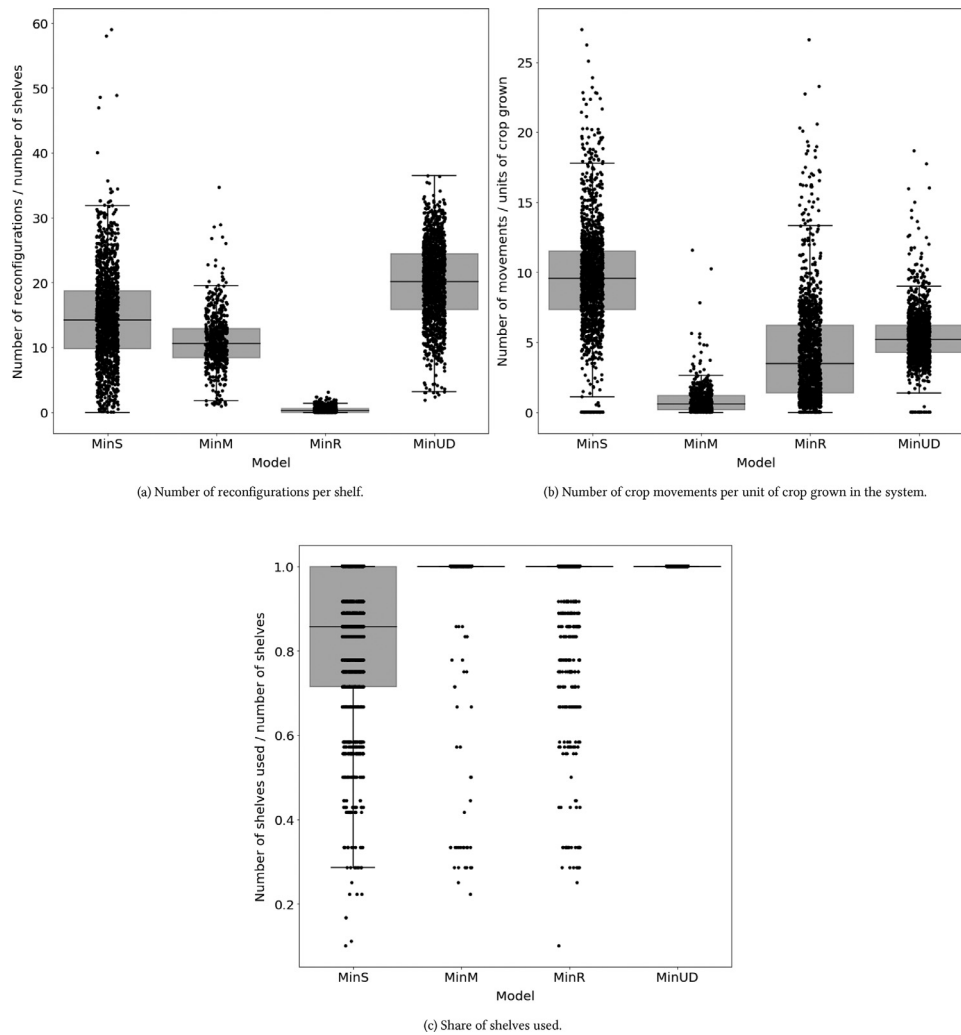 Number of reconfigurations / number of shelves
60
50
40
30
20
10
0
MinS MinM MinR MinUD
Model
(a) Number of reconfigurations per shelf.
Number of movements / units of crop grown
25
20
15
10
5
0
MinS MinM MinR MinUD
Model
(b) Number of crop movements per unit of crop grown in the system.
Number of shelves used / number of shelves
1.0
0.8
0.6
0.4
0.2
MinS MinM MinR MinUD
Model
(c) Share of shelves used.